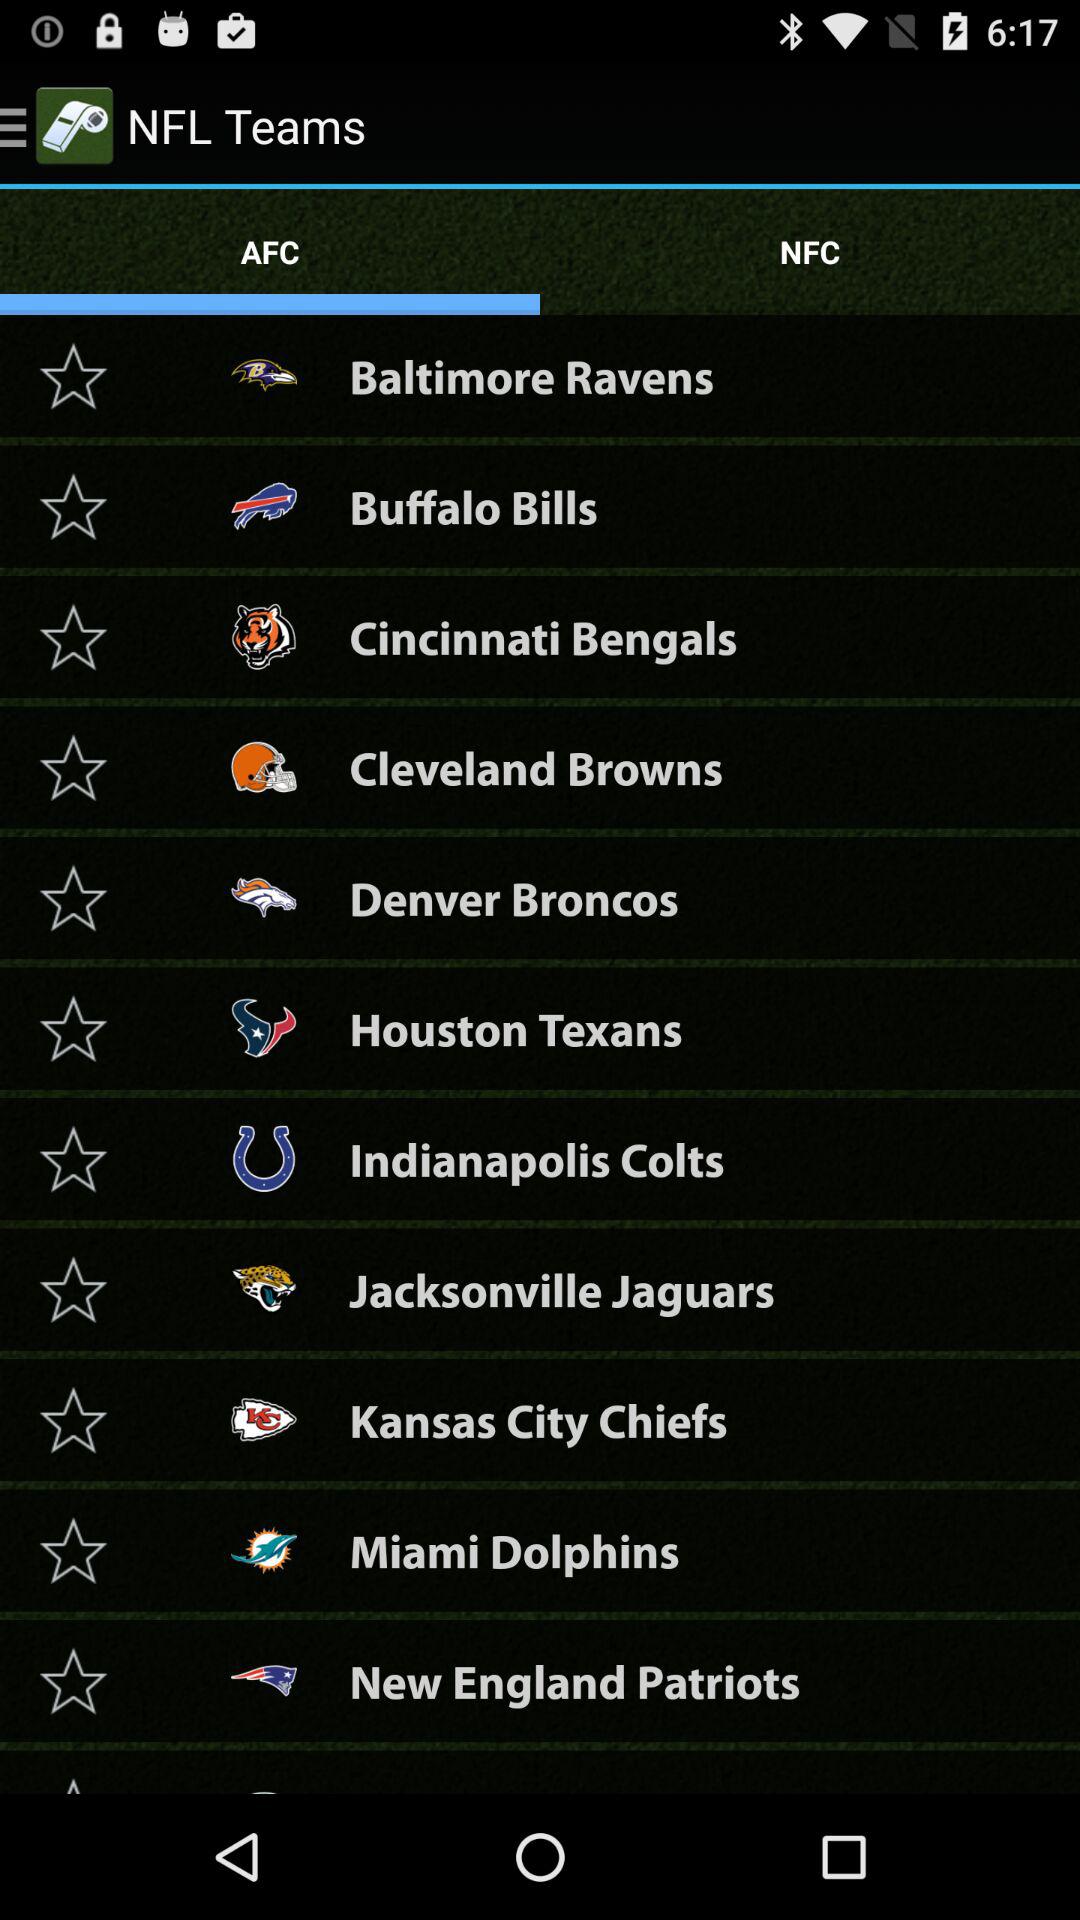 6:17
NFL Teams
AFC
NFC
Baltimore Ravens
Buffalo Bills
Cincinnati Bengals
Cleveland Browns
Denver Broncos
Houston Texans
Indianapolis Colts
Jacksonville Jaguars
Kansas City Chiefs
Miami Dolphins
New England Patriots